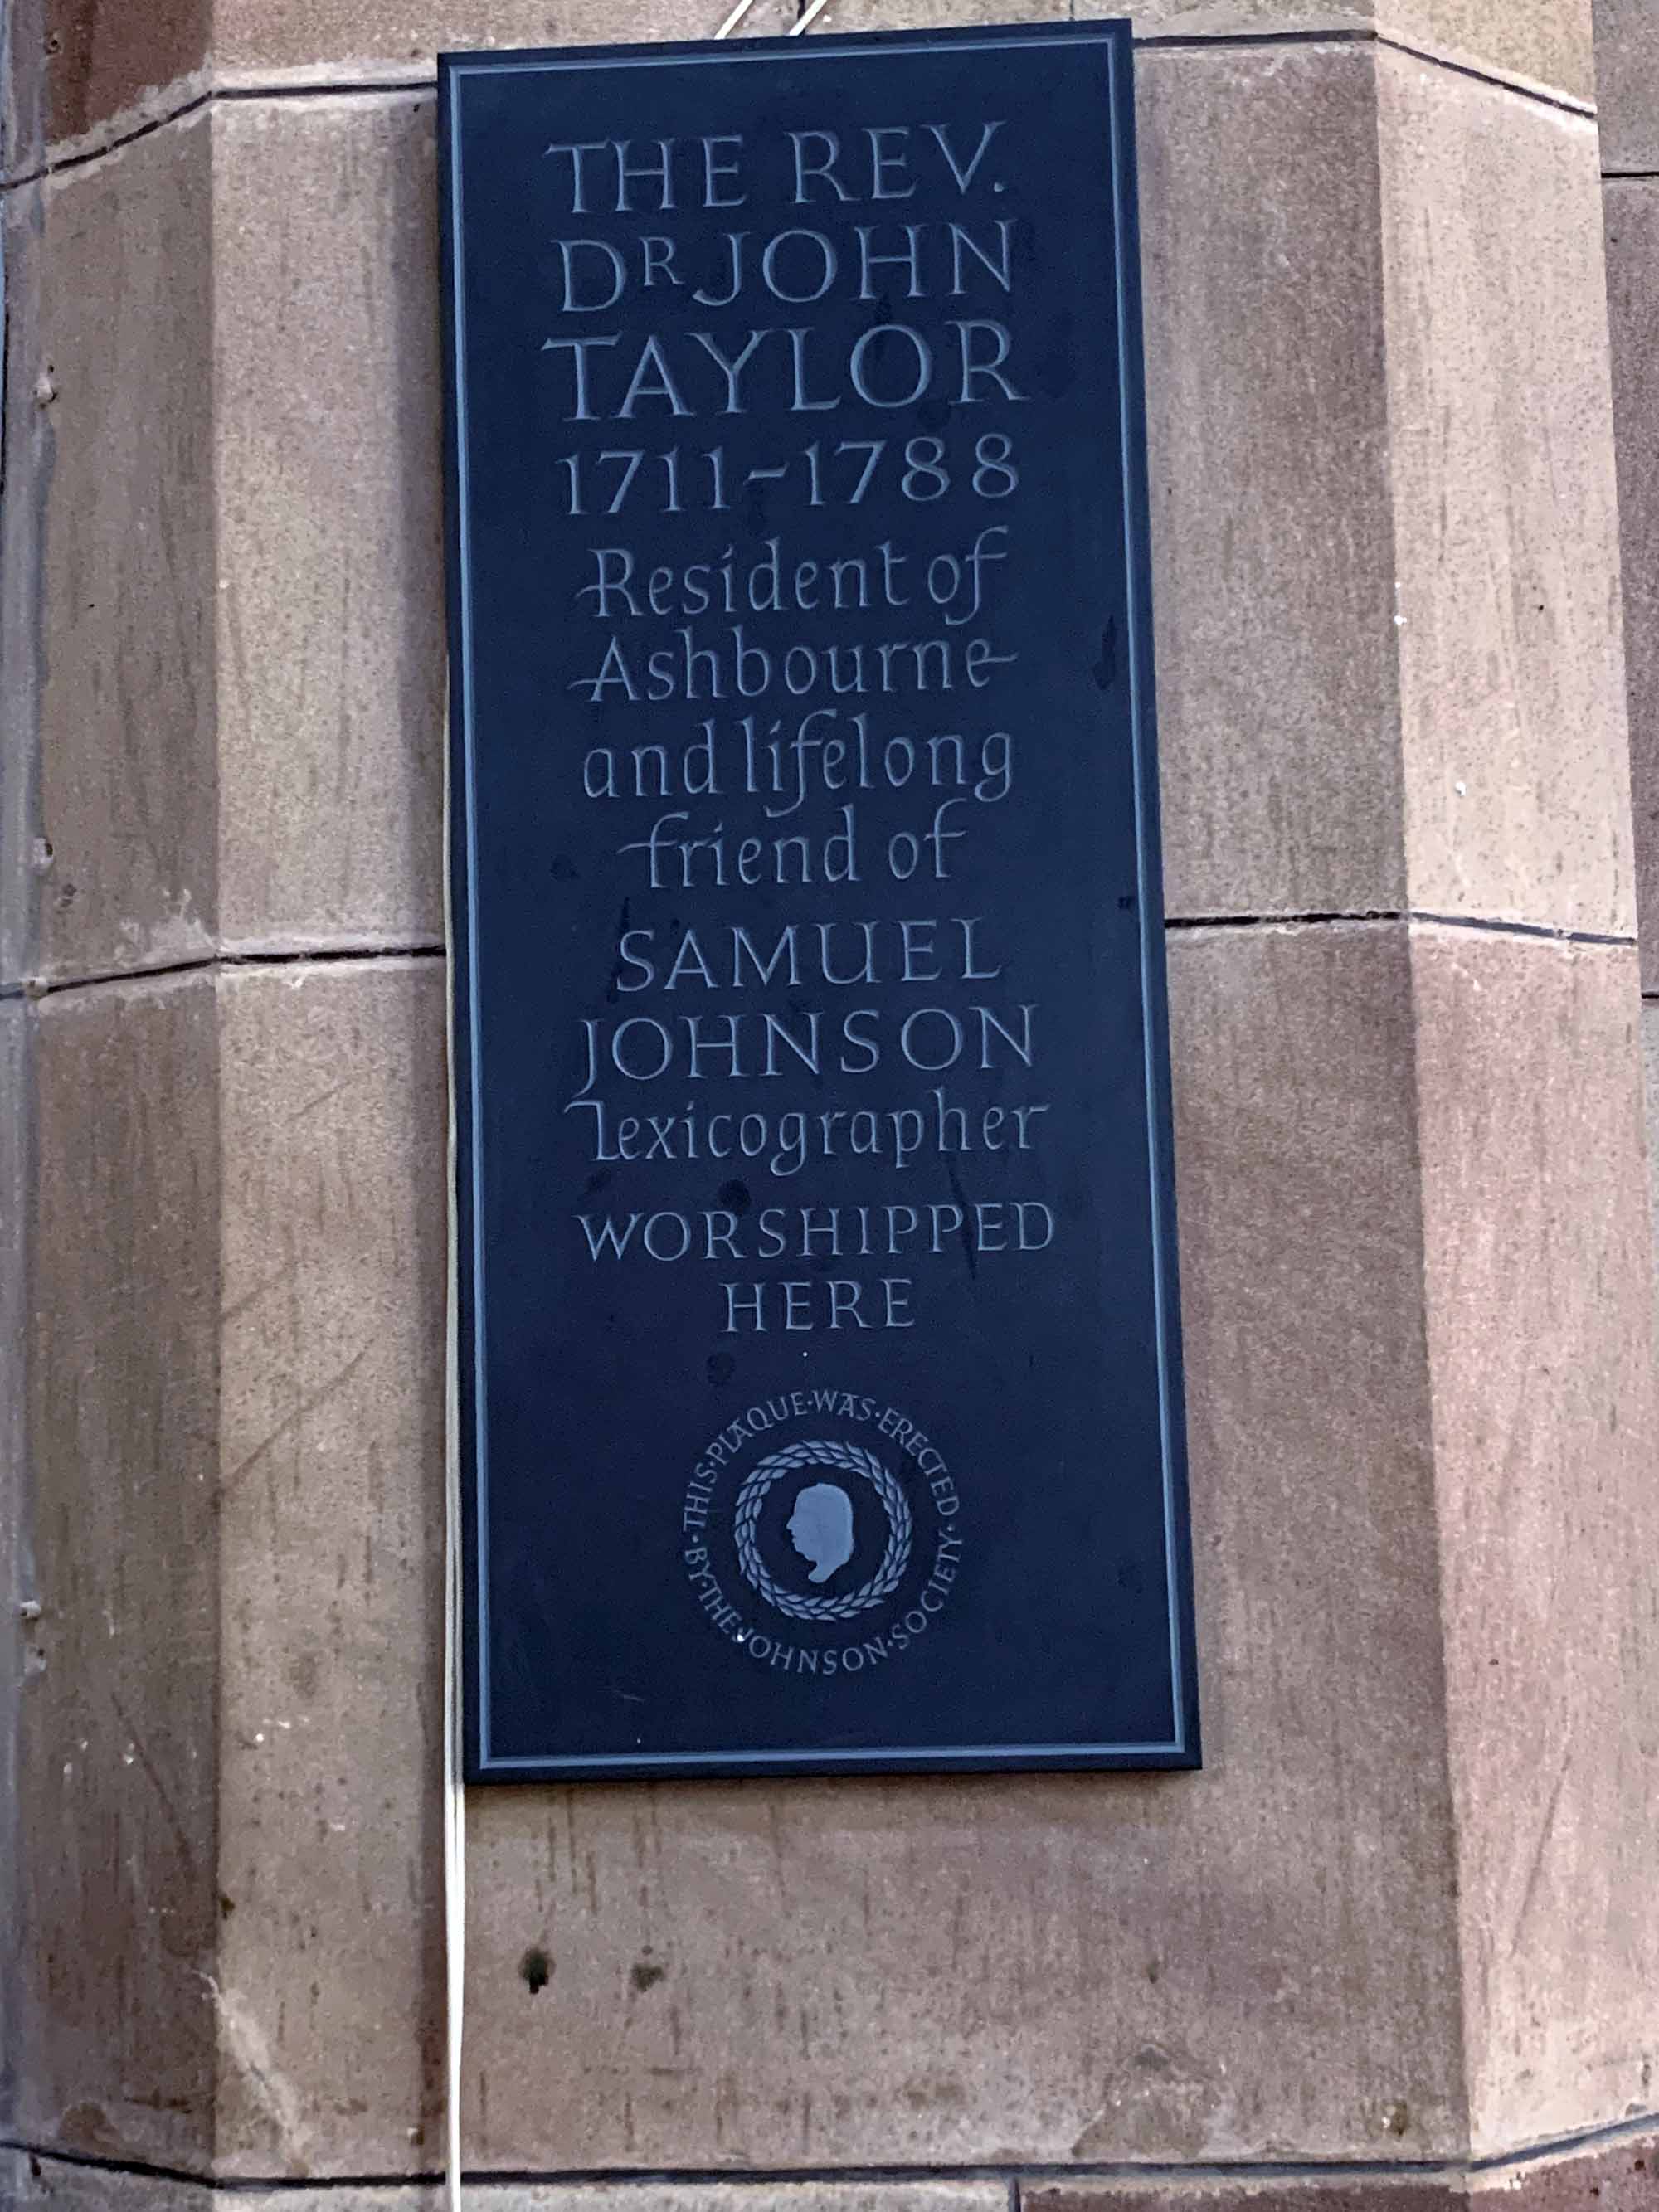 THE REV.
DR JOHN
TAYLOR
1711-1788
Resident of
Ashbourne
and lifelong
friend of
SAMUEL
JOHNSON
Lexicographer
WORSHIPPED
HERE
THIS·PLAQUE·WAS·ERECTED·BY·THE·JOHNSON·SOCIETY·